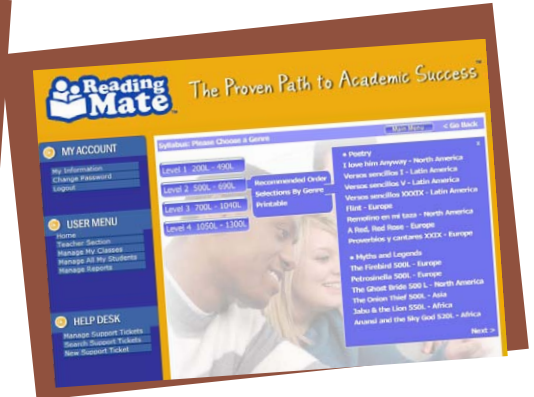 Reading
Mate
The Proven Path to Academic Success
MY ACCOUNT
My Information
Change Password
Logout
USER MENU
Home
Teacher Section
Manage My Classes
Manage All My Students
Manage Reports
HELP DESK
Manage Support Tickets
Search Support Tickets
New Support Ticket
Syllabus: Please Choose a Genre
Main Menu
< Go Back
Level 1 200L - 490L
Level 2 500L - 690L
Level 3 700L - 1040L
Level 4 1050L - 1300L
Recommended Order
Selections By Genre
Printable
x
• Poetry
I love him Anyway - North America
Versos sencillos I - Latin America
Versos sencillos V - Latin America
Versos sencillos XXXIX - Latin America
Flint - Europe
Remolino en mi taza - North America
A Red, Red Rose - Europe
Proverbios y cantares XXIX - Europe
• Myths and Legends
The Firebird 500L - Europe
Petrosinella 500L - Europe
The Ghost Bride 500 L - North America
The Onion Thief 500L - Asia
Jabu & the Lion 550L - Africa
Anansi and the Sky God 520L - Africa
Next >